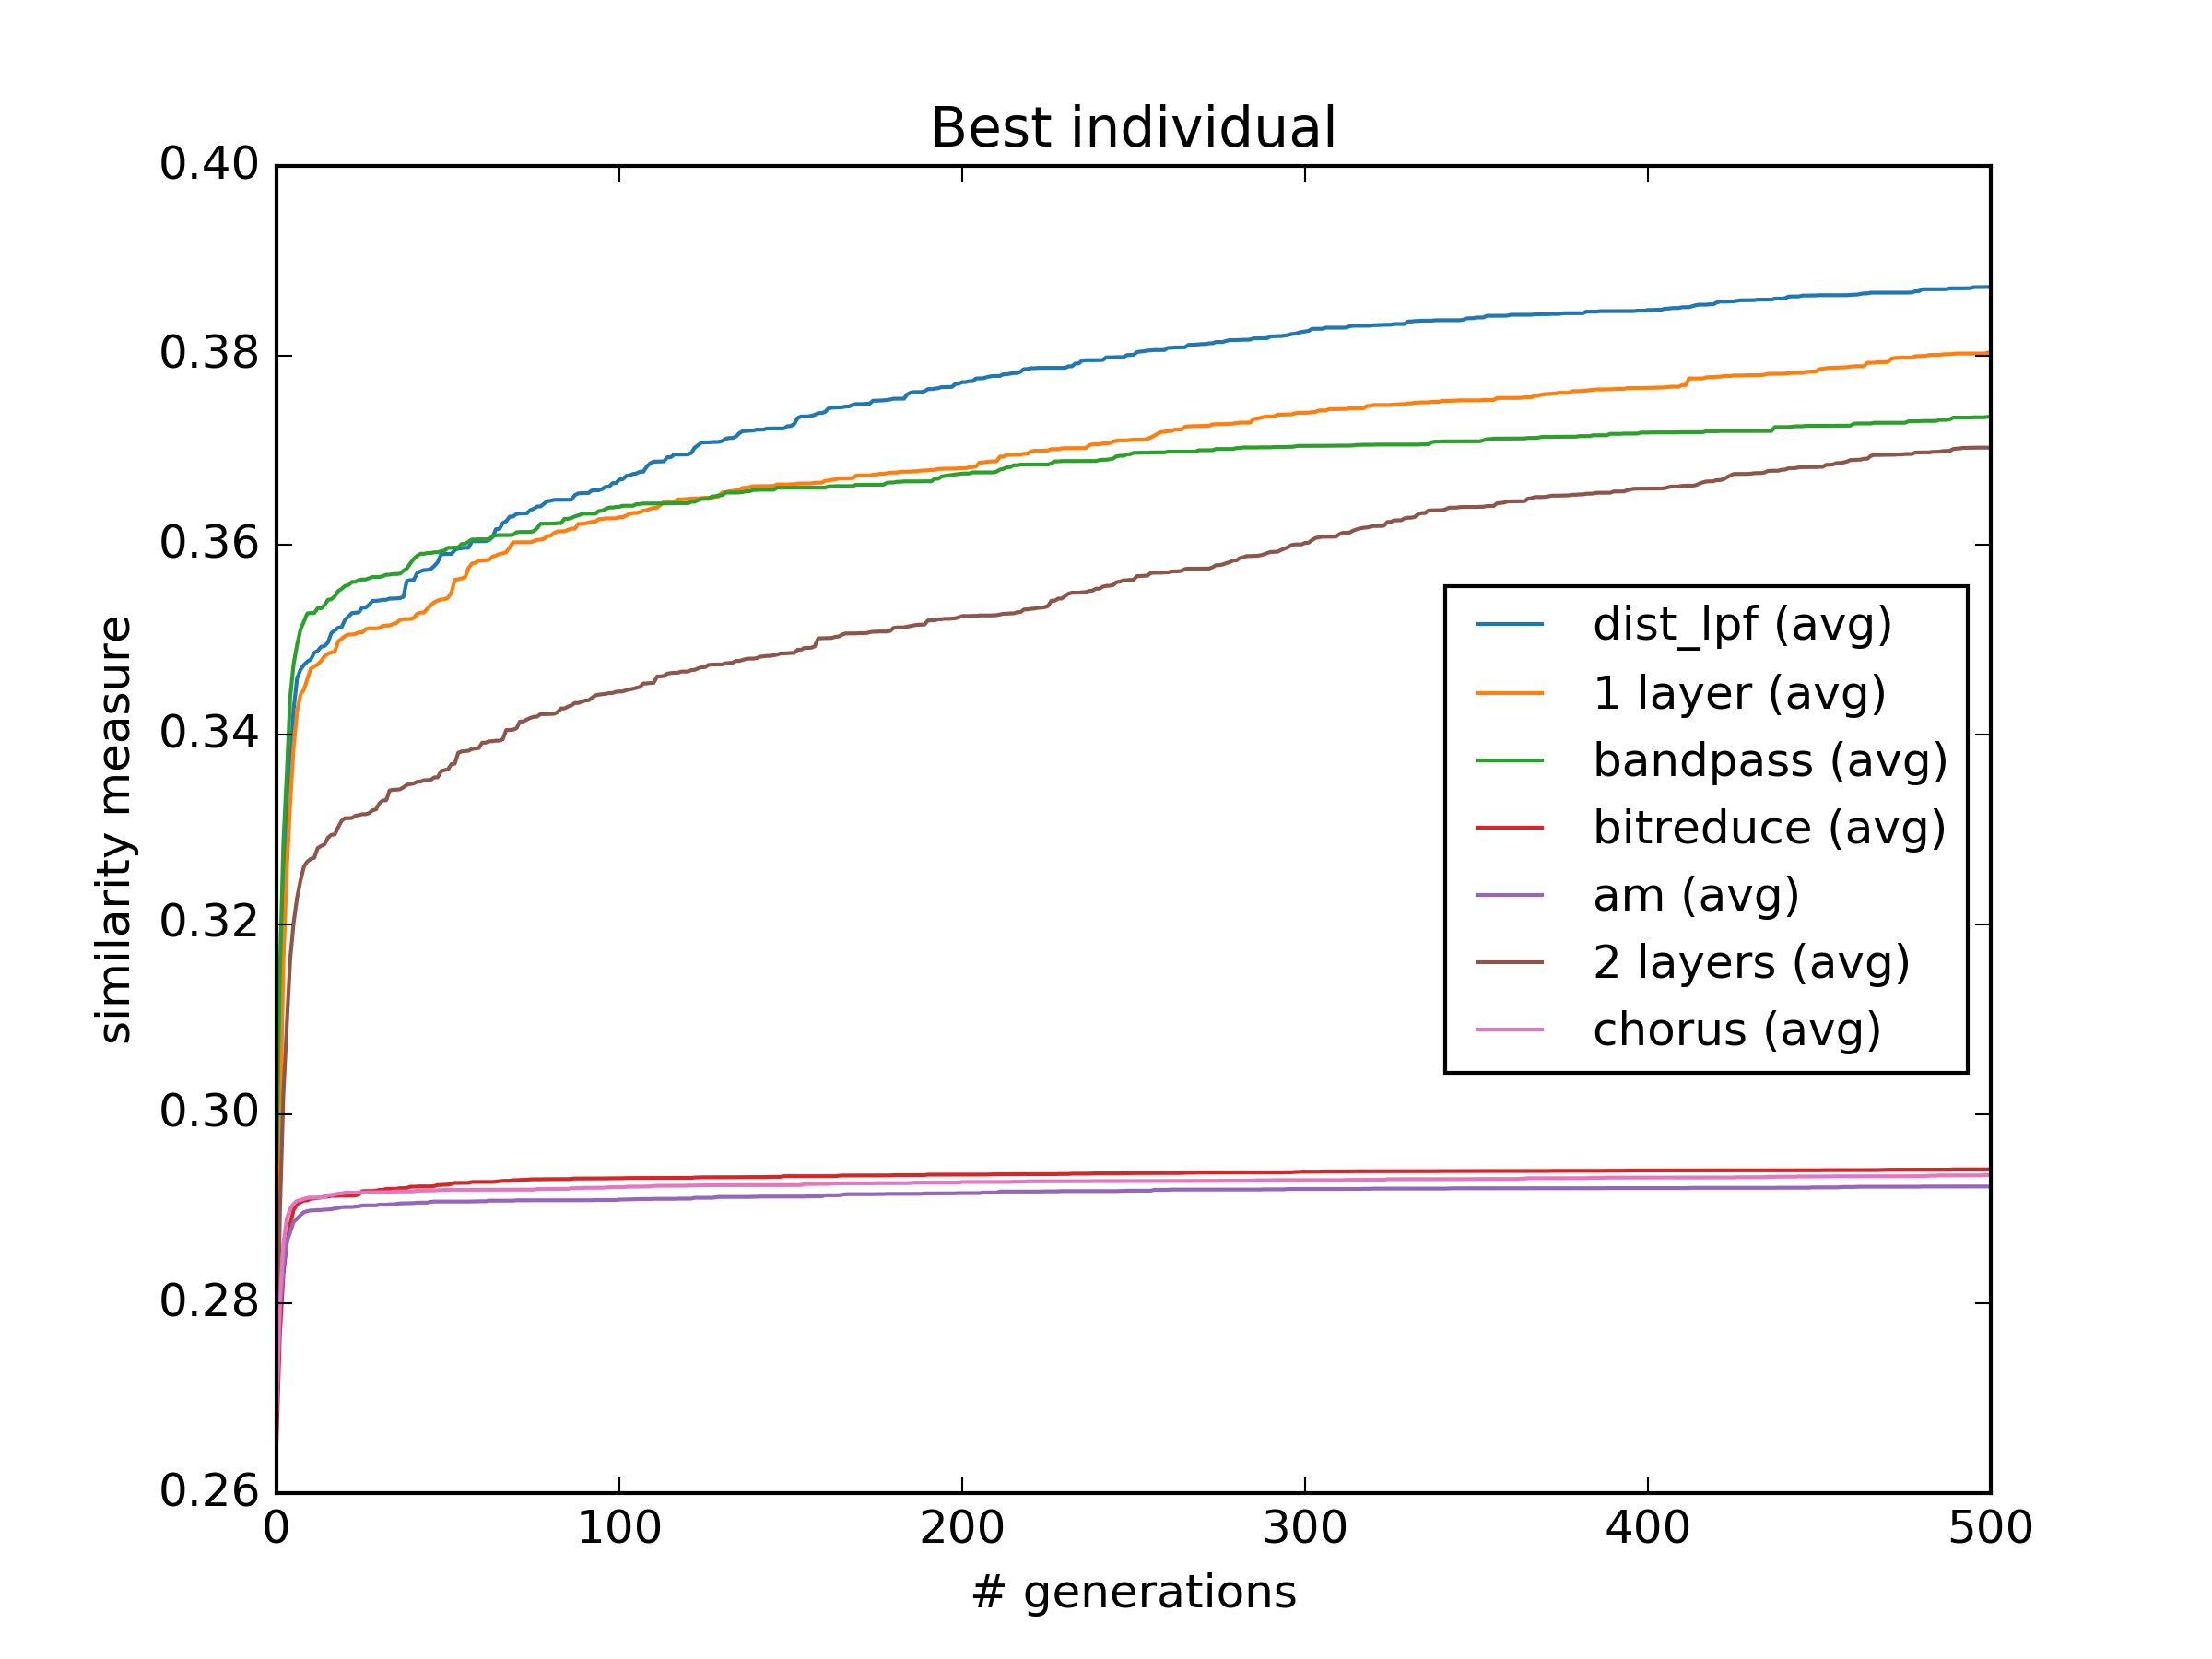 Best individual
0.40
0.38
0.36
0.34
0.32
0.30
0.28
0.26
similarity measure
dist_lpf (avg)
1 layer (avg)
bandpass (avg)
bitreduce (avg)
am (avg)
2 layers (avg)
chorus (avg)
0 100 200 300 400 500
# generations